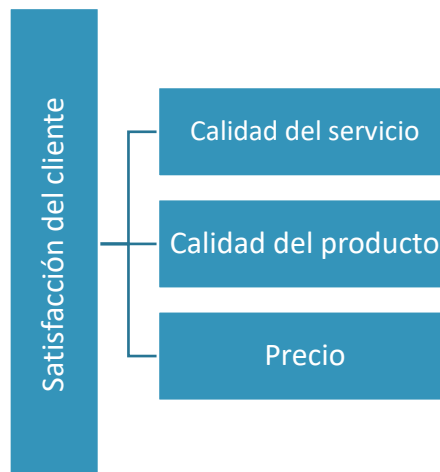 Satisfacción del cliente
Calidad del servicio
Calidad del producto
Precio